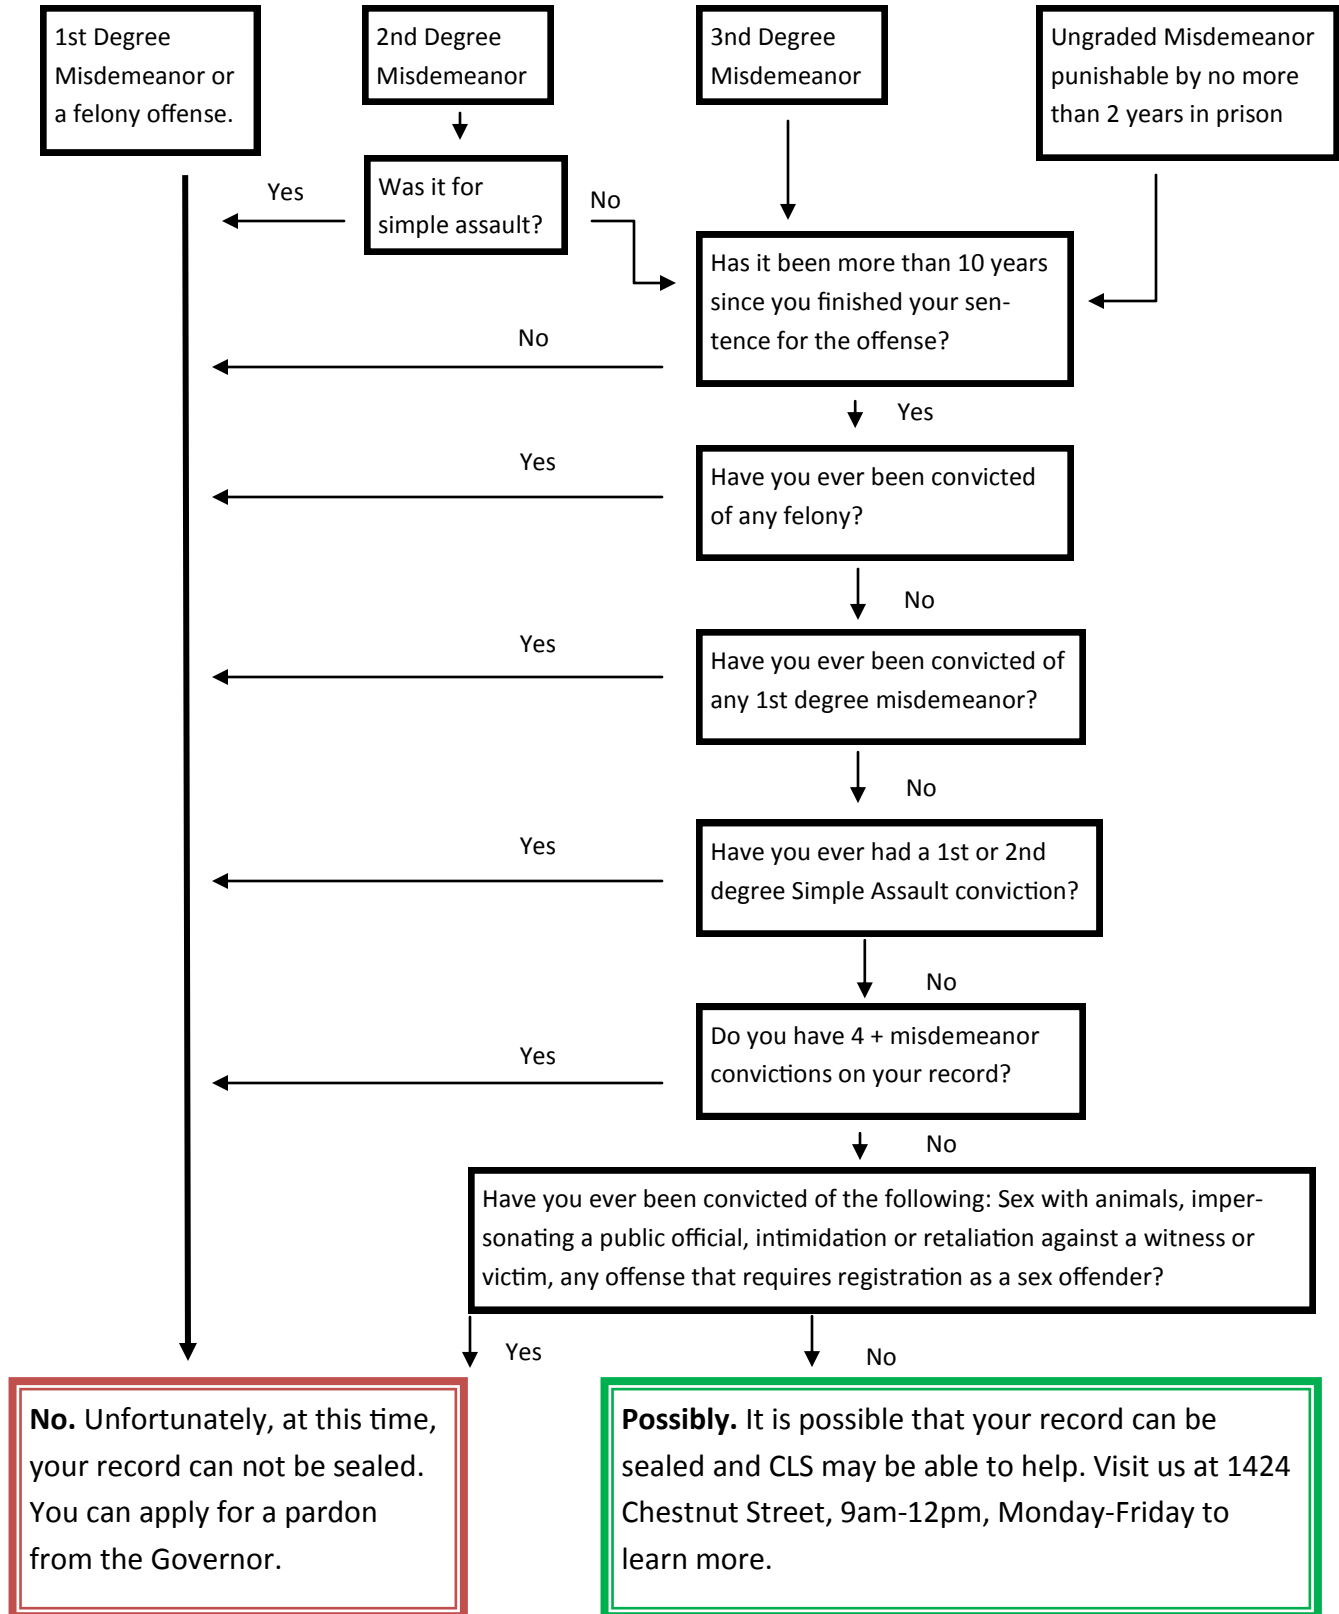 1st Degree
Misdemeanor or
a felony offense.
2nd Degree
Misdemeanor
3nd Degree
Misdemeanor
Ungraded Misdemeanor
punishable by no more
than 2 years in prison
Yes
Was it for
simple assault?
No
Has it been more than 10 years
since you finished your sen-
tence for the offense?
No
Yes
Yes
Have you ever been convicted
of any felony?
No
Yes
Have you ever been convicted of
any 1st degree misdemeanor?
No
Yes
Have you ever had a 1st or 2nd
degree Simple Assault conviction?
No
Yes
Do you have 4 + misdemeanor
convictions on your record?
No
Have you ever been convicted of the following: Sex with animals, imper-
sonating a public official, intimidation or retaliation against a witness or
victim, any offense that requires registration as a sex offender?
Yes
No
No. Unfortunately, at this time,
your record can not be sealed.
You can apply for a pardon
from the Governor.
Possibly. It is possible that your record can be
sealed and CLS may be able to help. Visit us at 1424
Chestnut Street, 9am-12pm, Monday-Friday to
learn more.